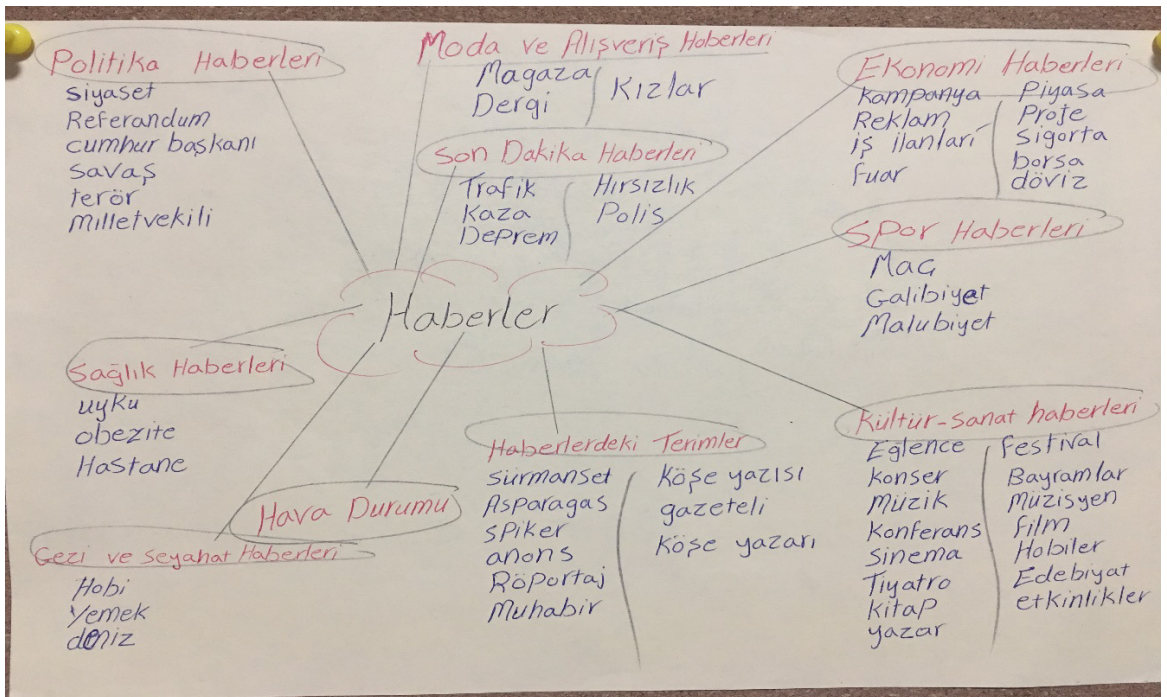 Politika Haberleri
siyaset
Referandum
cumhur başkanı
savaş
terör
milletvekili
Moda ve Alışveriş Haberleri
Magaza
Dergi
Kızlar
Son Dakika Haberleri
Trafik
Kaza
Deprem
Hırsızlık
Polis
Ekonomi Haberleri
Kampanya
Reklam
iş ilanları
fuar
Piyasa
Proje
sigorta
borsa
döviz
Spor Haberleri
Maç
Galibiyet
Malubiyet
Haberler
Sağlık Haberleri
uyku
obezite
Hastane
Hava Durumu
Gezi ve seyahat Haberleri
Hobi
Yemek
deniz
Haberlerdeki Terimler
sürmanset
Asparagas
spiker
anons
Röportaj
Muhabir
Köşe yazısı
gazeteli
Köşe yazarı
Kültür-sanat haberleri
Eğlence
konser
müzik
konferans
sinema
Tiyatro
kitap
yazar
festival
Bayramlar
Müzisyen
film
Hobiler
Edebiyat
etkinlikler